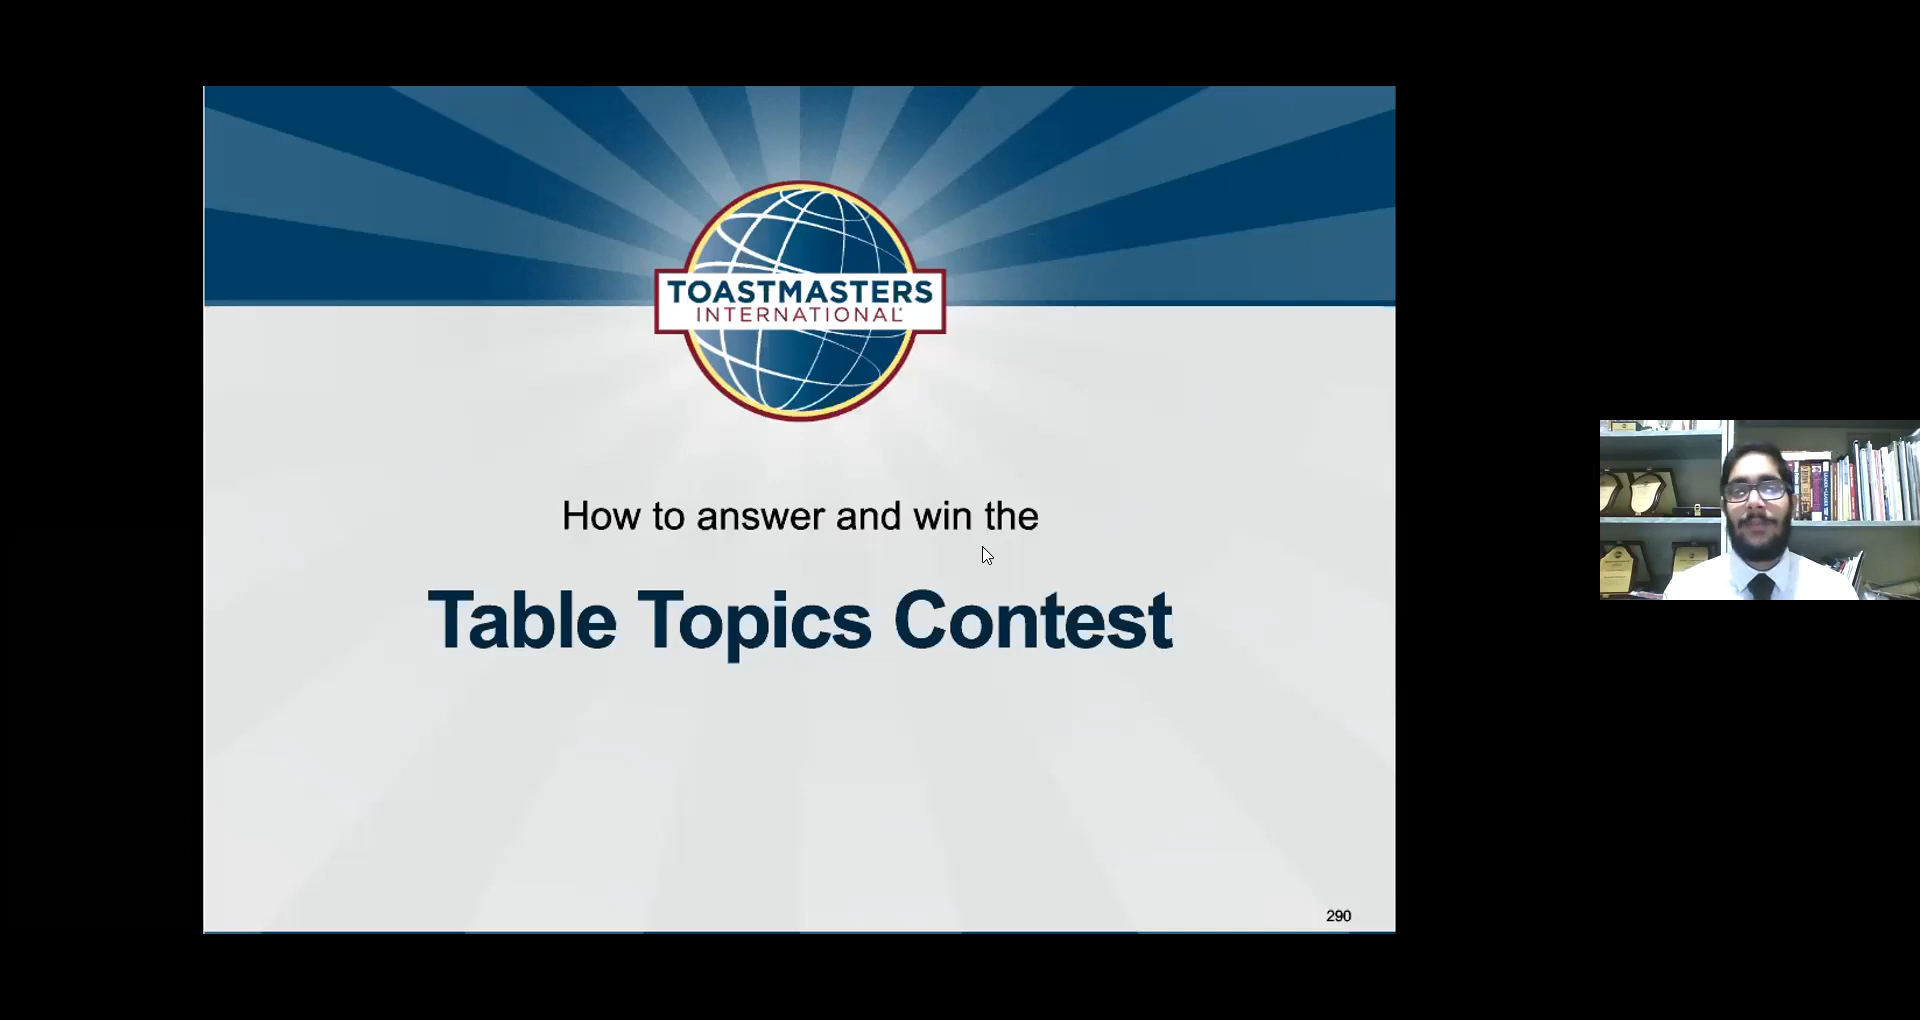 TOASTMASTERS
INTERNATIONAL
How to answer and win the
Table Topics Contest
290